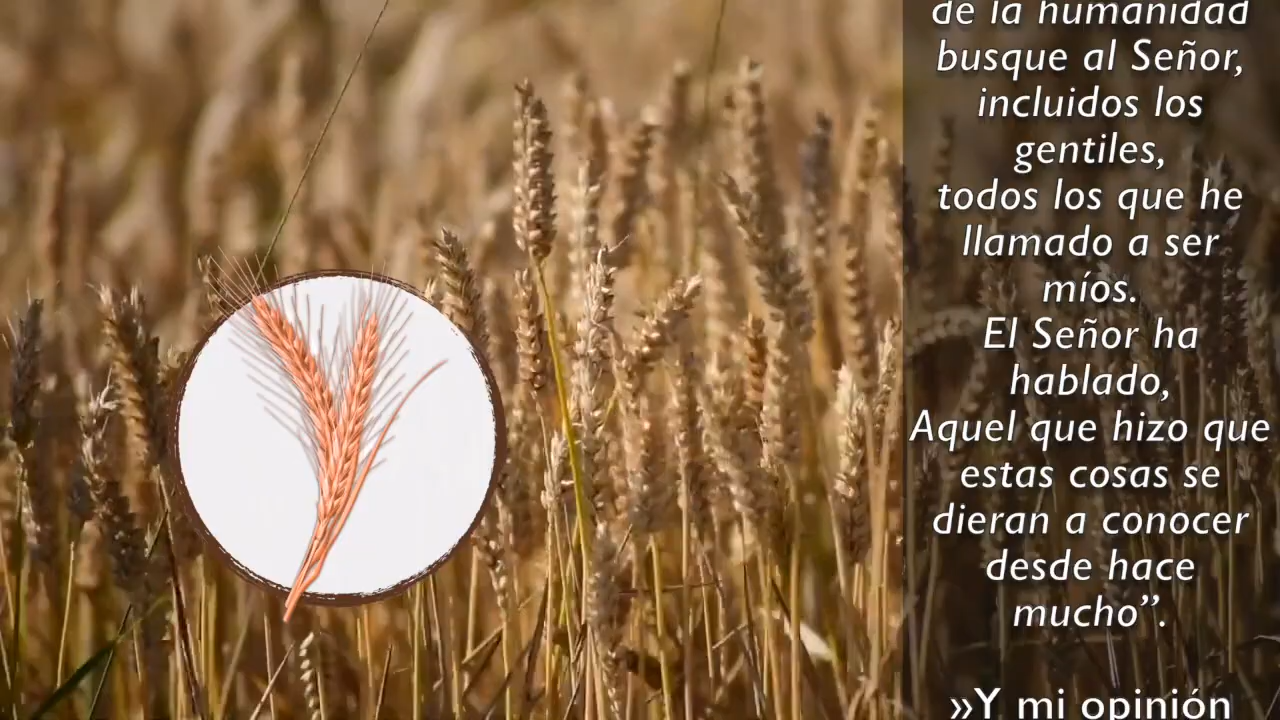 de la humanidad
busque al Señor,
incluidos los
gentiles,
todos los que he
llamado a ser
míos.
El Señor ha
hablado,
Aquel que hizo que
estas cosas se
dieran a conocer
desde hace
mucho”.
»Y mi opinión